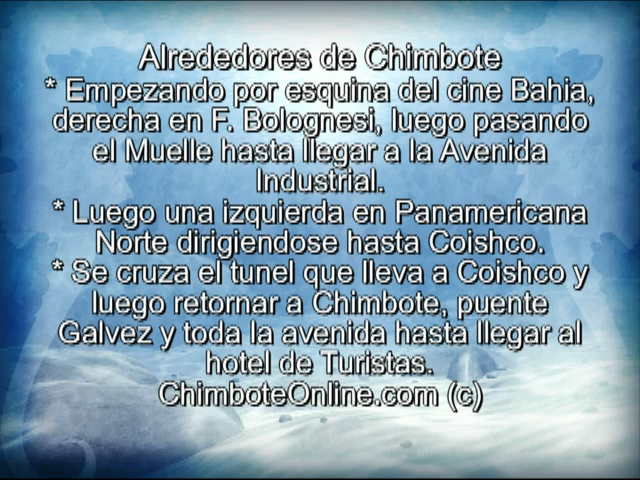 Alrededores de Chimbote
* Empezando por esquina del cine Bahia,
derecha en F. Bolognesi, luego pasando
el Muelle hasta llegar a la Avenida
Industrial.
* Luego una izquierda en Panamericana
Norte dirigiendose hasta Coishco.
* Se cruza el tunel que lleva a Coishco y
luego retornar a Chimbote, puente
Galvez y toda la avenida hasta llegar al
hotel de Turistas.
ChimboteOnline.com (c)